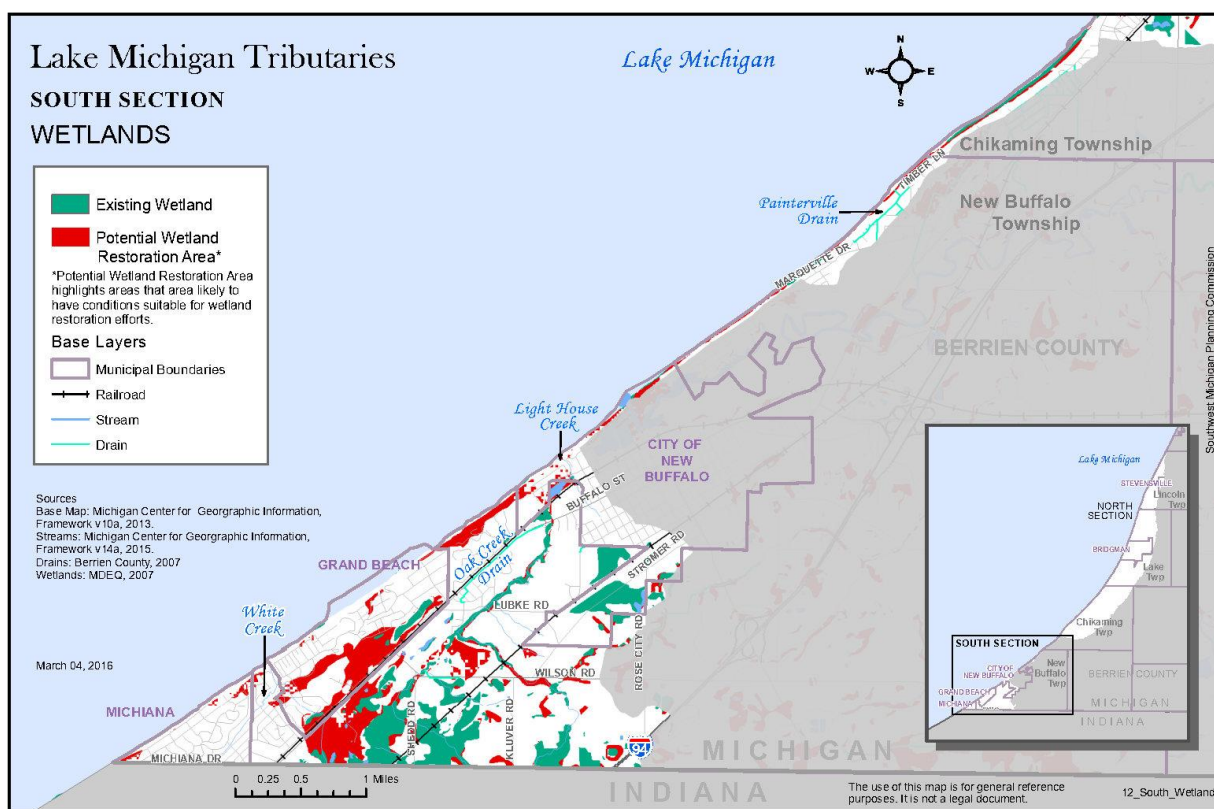 Lake Michigan Tributaries
SOUTH SECTION
WETLANDS
Existing Wetland
Potential Wetland
Restoration Area*
*Potential Wetland Restoration Area
highlights areas that area likely to
have conditions suitable for wetland
restoration efforts.
Base Layers
Municipal Boundaries
Railroad
Stream
Drain
Sources
Base Map: Michigan Center for Georgraphic Information,
Framework v10a, 2013.
Streams: Michigan Center for Georgraphic Information,
Framework v14a, 2015.
Drains: Berrien County, 2007
Wetlands: MDEQ, 2007
March 04, 2016
Lake Michigan
N
W E
S
Chikaming Township
TIMBER LN
New Buffalo
Township
Painterville
Drain
MARQUETTE DR
BERRIEN COUNTY
Light House
Creek
CITY OF
NEW
BUFFALO
BUFFALO ST
STROMER RD
GRAND BEACH
Oak Creek
Drain
LUBKE RD
White
Creek
WILSON RD
ROSE CITY RD
MICHIANA
SHEDD RD
KLUVER RD
MICHIANA DR
94
MICHIGAN
INDIANA
0 0.25 0.5 1 Miles
Lake Michigan
STEVENSVILLE
Lincoln
Twp
NORTH
SECTION
BRIDGMAN
Lake
Twp
Chikaming
Twp
SOUTH SECTION
CITY OF
NEW BUFFALO
New
Buffalo
Twp
BERRIEN COUNTY
GRAND BEACH
MICHIANA
MICHIGAN
INDIANA
Southwest Michigan Planning Commission
The use of this map is for general reference
purposes. It is not a legal document.
12_South_Wetland